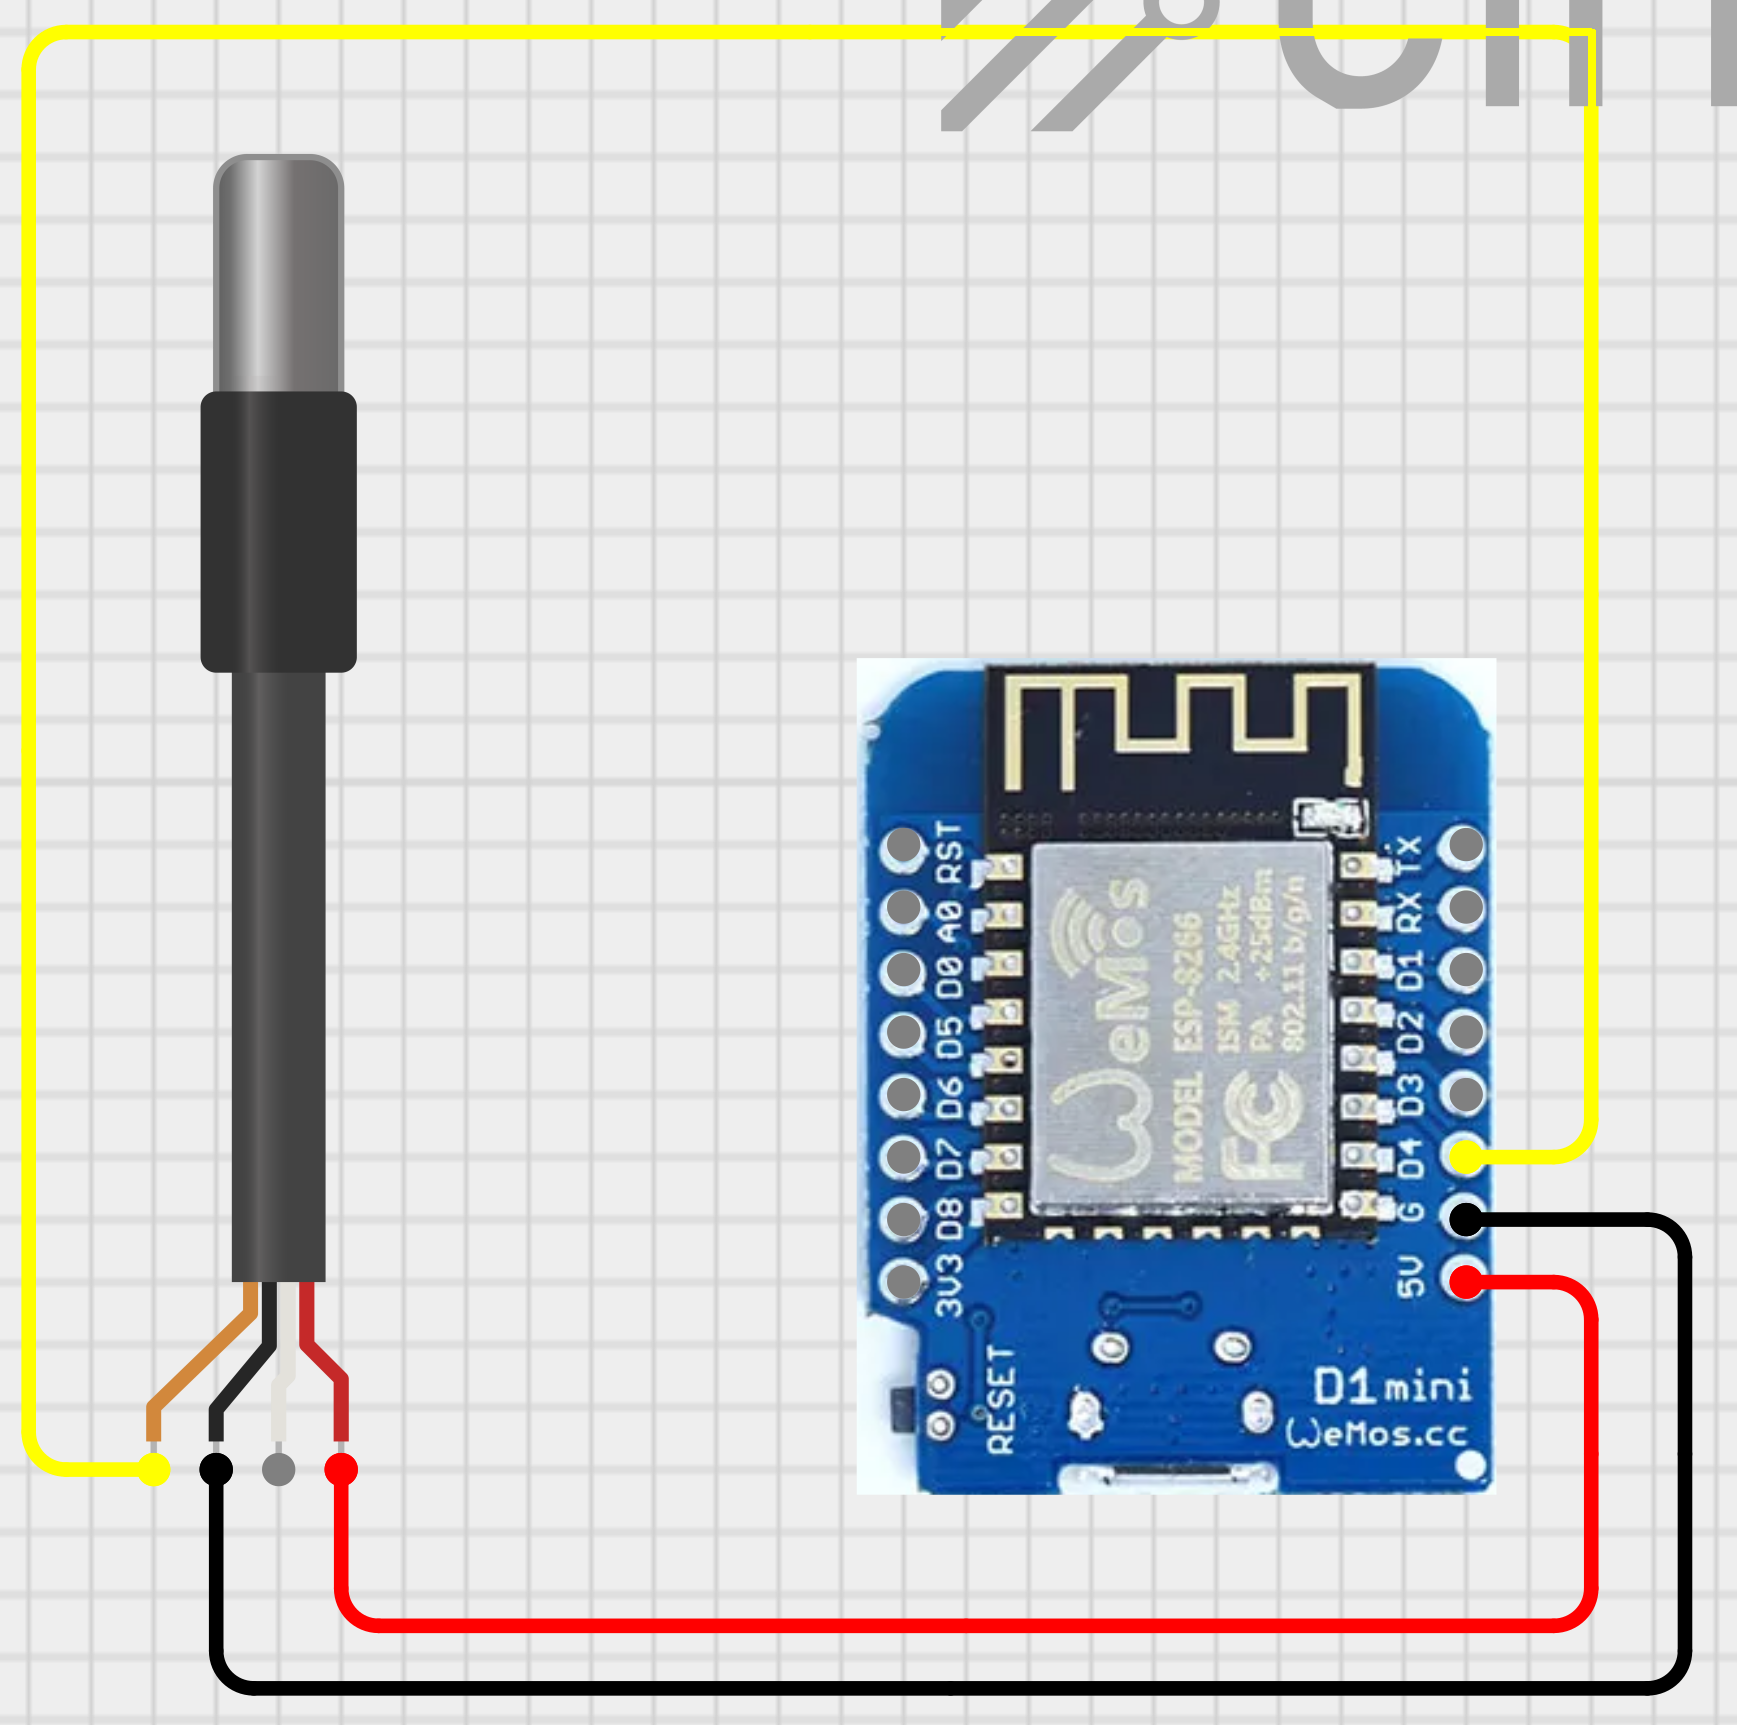 RST
A0
D0
D5
D6
D7
D8
3V3
TX
RX
D1
D2
D3
D4
G
5V
WeMos
MODEL ESP-8266
ISM 2.4GHz
PA +25dBm
802.11 b/g/n
FC
RESET
D1 mini
WeMos.cc